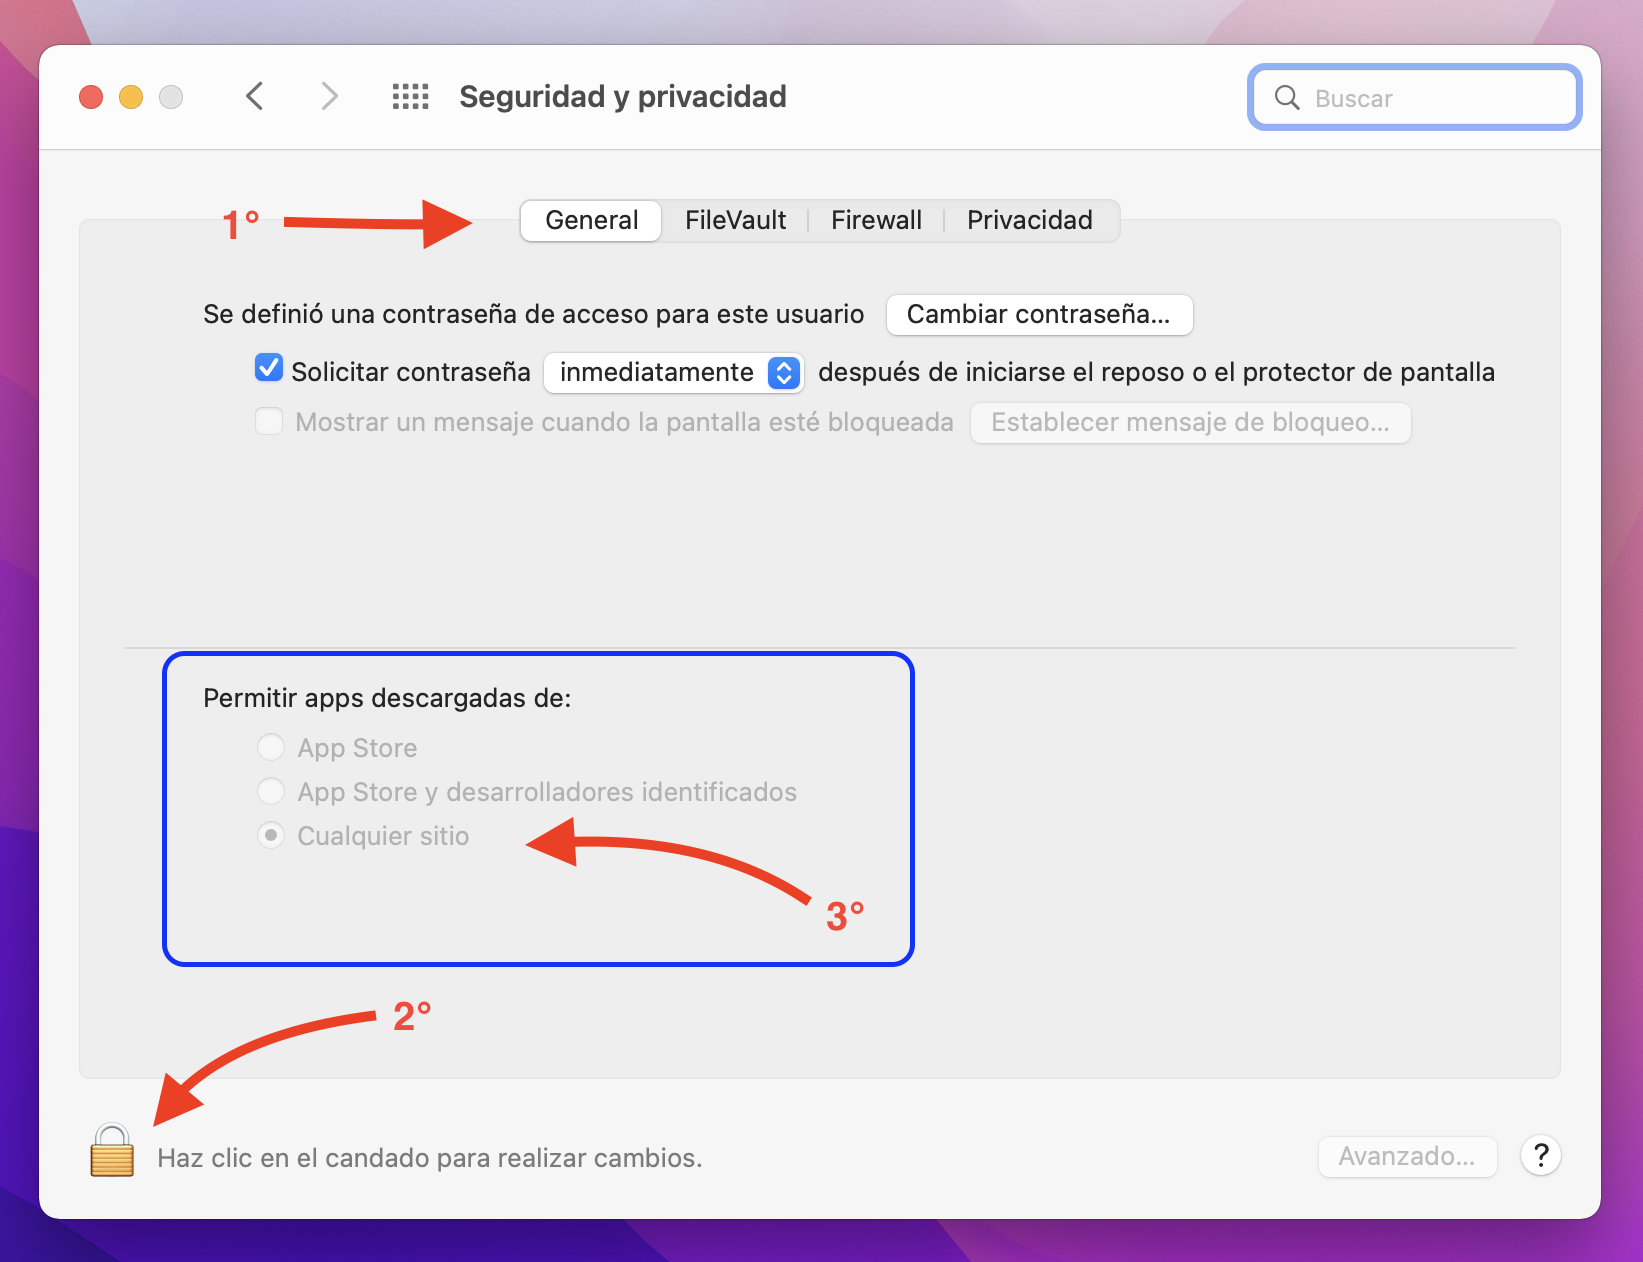 Seguridad y privacidad
Buscar
1°
General FileVault Firewall Privacidad
Se definió una contraseña de acceso para este usuario Cambiar contraseña...
Solicitar contraseña inmediatamente después de iniciarse el reposo o el protector de pantalla
Mostrar un mensaje cuando la pantalla esté bloqueada Establecer mensaje de bloqueo...
Permitir apps descargadas de:
App Store
App Store y desarrolladores identificados
Cualquier sitio
3°
2°
Haz clic en el candado para realizar cambios.
Avanzado... ?